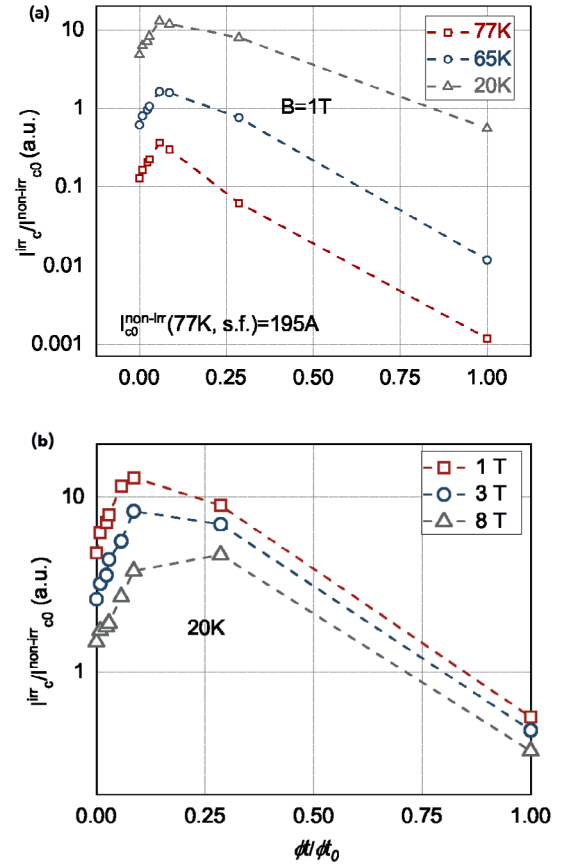 (a)
10
1
0.1
0.01
0.001
I^irr_c/I^non-irr_c0 (a.u.)
77K
65K
20K
B=1T
I^non-irr_c0(77K, s.f.)=195A
0.00 0.25 0.50 0.75 1.00
(b)
10
1
I^irr_c/I^non-irr_c0 (a.u.)
1 T
3 T
8 T
20K
0.00 0.25 0.50 0.75 1.00
ϕt/ϕt_0